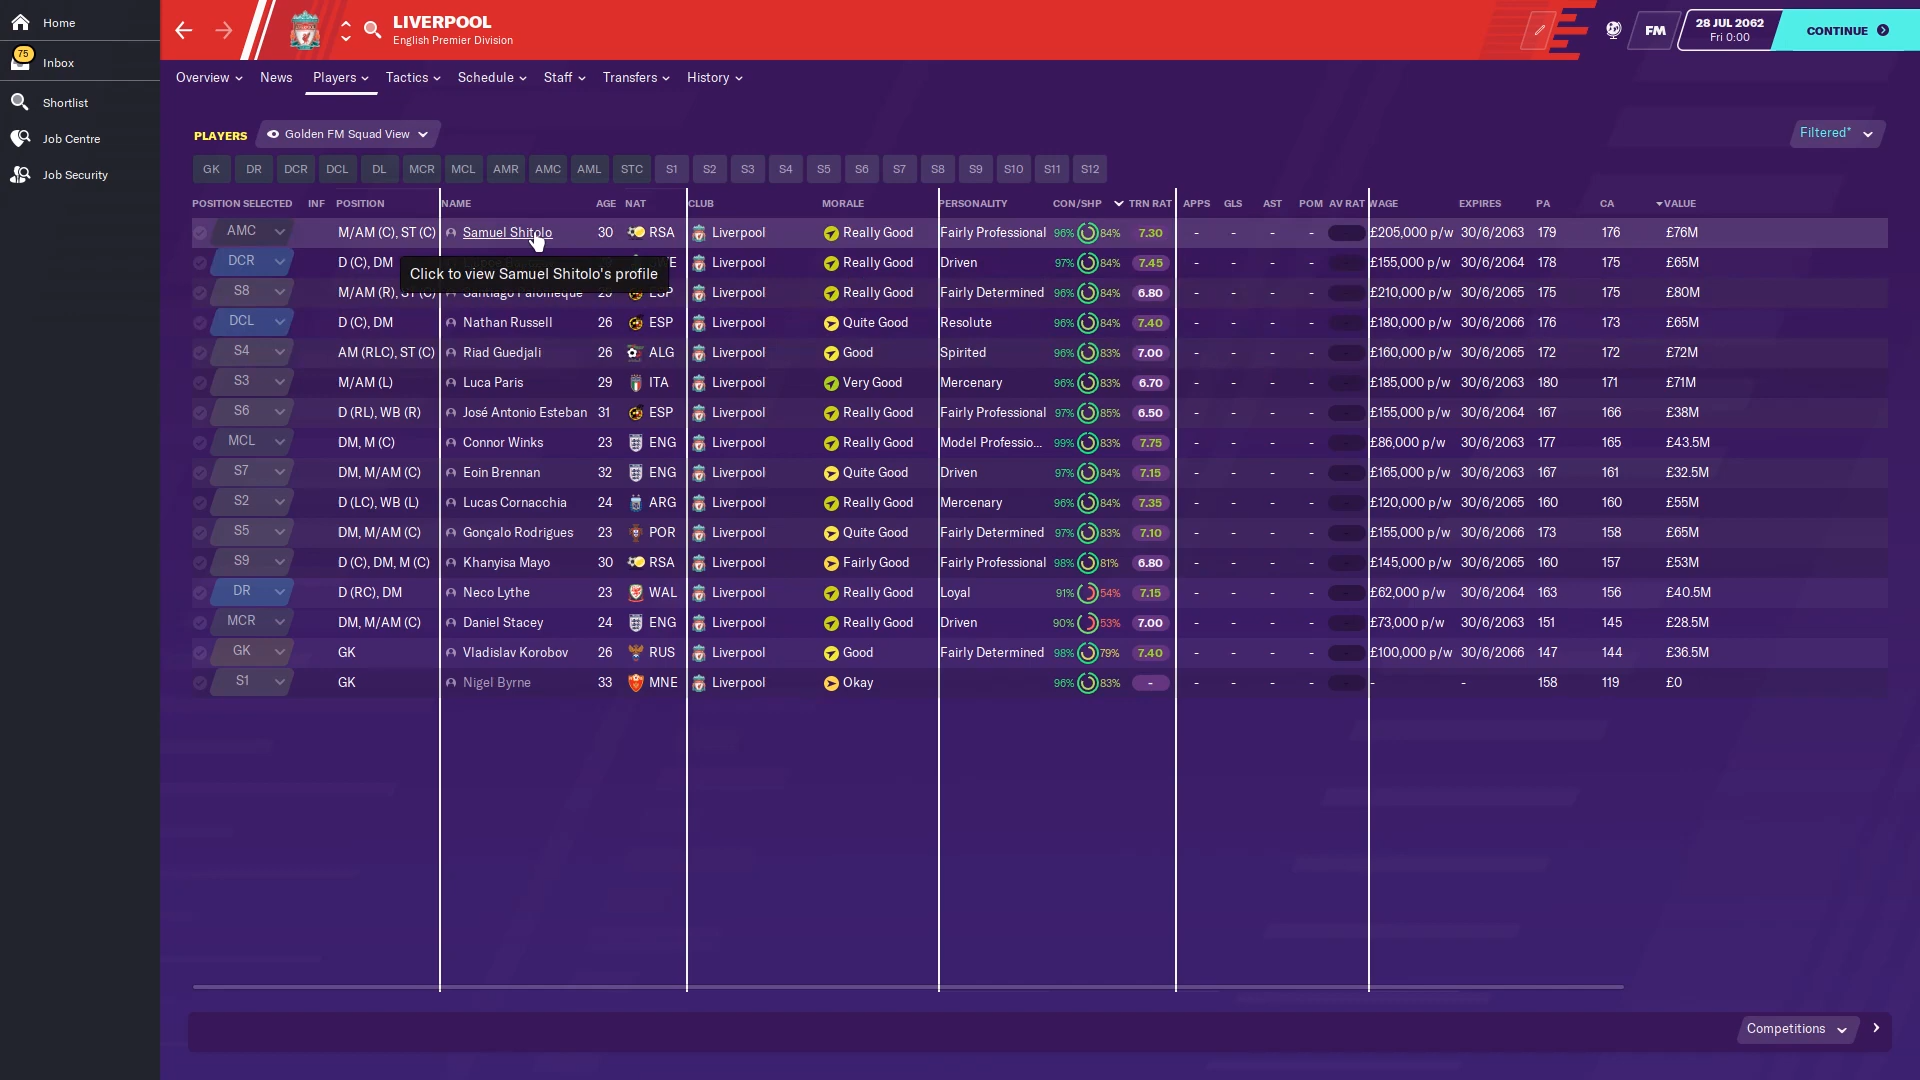 Home
75
Inbox
Shortlist
Job Centre
Job Security
LIVERPOOL
English Premier Division
FM
28 JUL 2062
Fri 0:00
CONTINUE
Overview News Players Tactics Schedule Staff Transfers History
PLAYERS Golden FM Squad View Filtered*
GK DR DCR DCL DL MCR MCL AMR AMC AML STC S1 S2 S3 S4 S5 S6 S7 S8 S9 S10 S11 S12
POSITION SELECTED INF POSITION NAME AGE NAT CLUB MORALE PERSONALITY CON/SHP TRN RAT APPS GLS AST POM AV RAT WAGE EXPIRES PA CA VALUE
AMC M/AM (C), ST (C) Samuel Shitolo 30 RSA Liverpool Really Good Fairly Professional 96% 84% 7.30 - - - - £205,000 p/w 30/6/2063 179 176 £76M
DCR D (C), DM Liverpool Really Good Driven 97% 84% 7.45 - - - - £155,000 p/w 30/6/2064 178 175 £65M
Click to view Samuel Shitolo's profile
S8 M/AM (R), ST (C) Santiago Palomeque ESP Liverpool Really Good Fairly Determined 96% 84% 6.80 - - - - £210,000 p/w 30/6/2065 175 175 £80M
DCL D (C), DM Nathan Russell 26 ESP Liverpool Quite Good Resolute 96% 84% 7.40 - - - - £180,000 p/w 30/6/2066 176 173 £65M
S4 AM (RLC), ST (C) Riad Guedjali 26 ALG Liverpool Good Spirited 96% 83% 7.00 - - - - £160,000 p/w 30/6/2065 172 172 £72M
S3 M/AM (L) Luca Paris 29 ITA Liverpool Very Good Mercenary 96% 83% 6.70 - - - - £185,000 p/w 30/6/2063 180 171 £71M
S6 D (RL), WB (R) José Antonio Esteban 31 ESP Liverpool Really Good Fairly Professional 97% 85% 6.50 - - - - £155,000 p/w 30/6/2064 167 166 £38M
MCL DM, M (C) Connor Winks 23 ENG Liverpool Really Good Model Professio... 99% 83% 7.75 - - - - £86,000 p/w 30/6/2063 177 165 £43.5M
S7 DM, M/AM (C) Eoin Brennan 32 ENG Liverpool Quite Good Driven 97% 84% 7.15 - - - - £165,000 p/w 30/6/2063 167 161 £32.5M
S2 D (LC), WB (L) Lucas Cornacchia 24 ARG Liverpool Really Good Mercenary 96% 84% 7.35 - - - - £120,000 p/w 30/6/2065 160 160 £55M
S5 DM, M/AM (C) Gonçalo Rodrigues 23 POR Liverpool Quite Good Fairly Determined 97% 83% 7.10 - - - - £155,000 p/w 30/6/2066 173 158 £65M
S9 D (C), DM, M (C) Khanyisa Mayo 30 RSA Liverpool Fairly Good Fairly Professional 98% 81% 6.80 - - - - £145,000 p/w 30/6/2065 160 157 £53M
DR D (RC), DM Neco Lythe 23 WAL Liverpool Really Good Loyal 91% 54% 7.15 - - - - £62,000 p/w 30/6/2064 163 156 £40.5M
MCR DM, M/AM (C) Daniel Stacey 24 ENG Liverpool Really Good Driven 90% 53% 7.00 - - - - £73,000 p/w 30/6/2063 151 145 £28.5M
GK GK Vladislav Korobov 26 RUS Liverpool Good Fairly Determined 98% 79% 7.40 - - - - £100,000 p/w 30/6/2066 147 144 £36.5M
S1 GK Nigel Byrne 33 MNE Liverpool Okay 96% 83% - - - - - - - 158 119 £0
Competitions